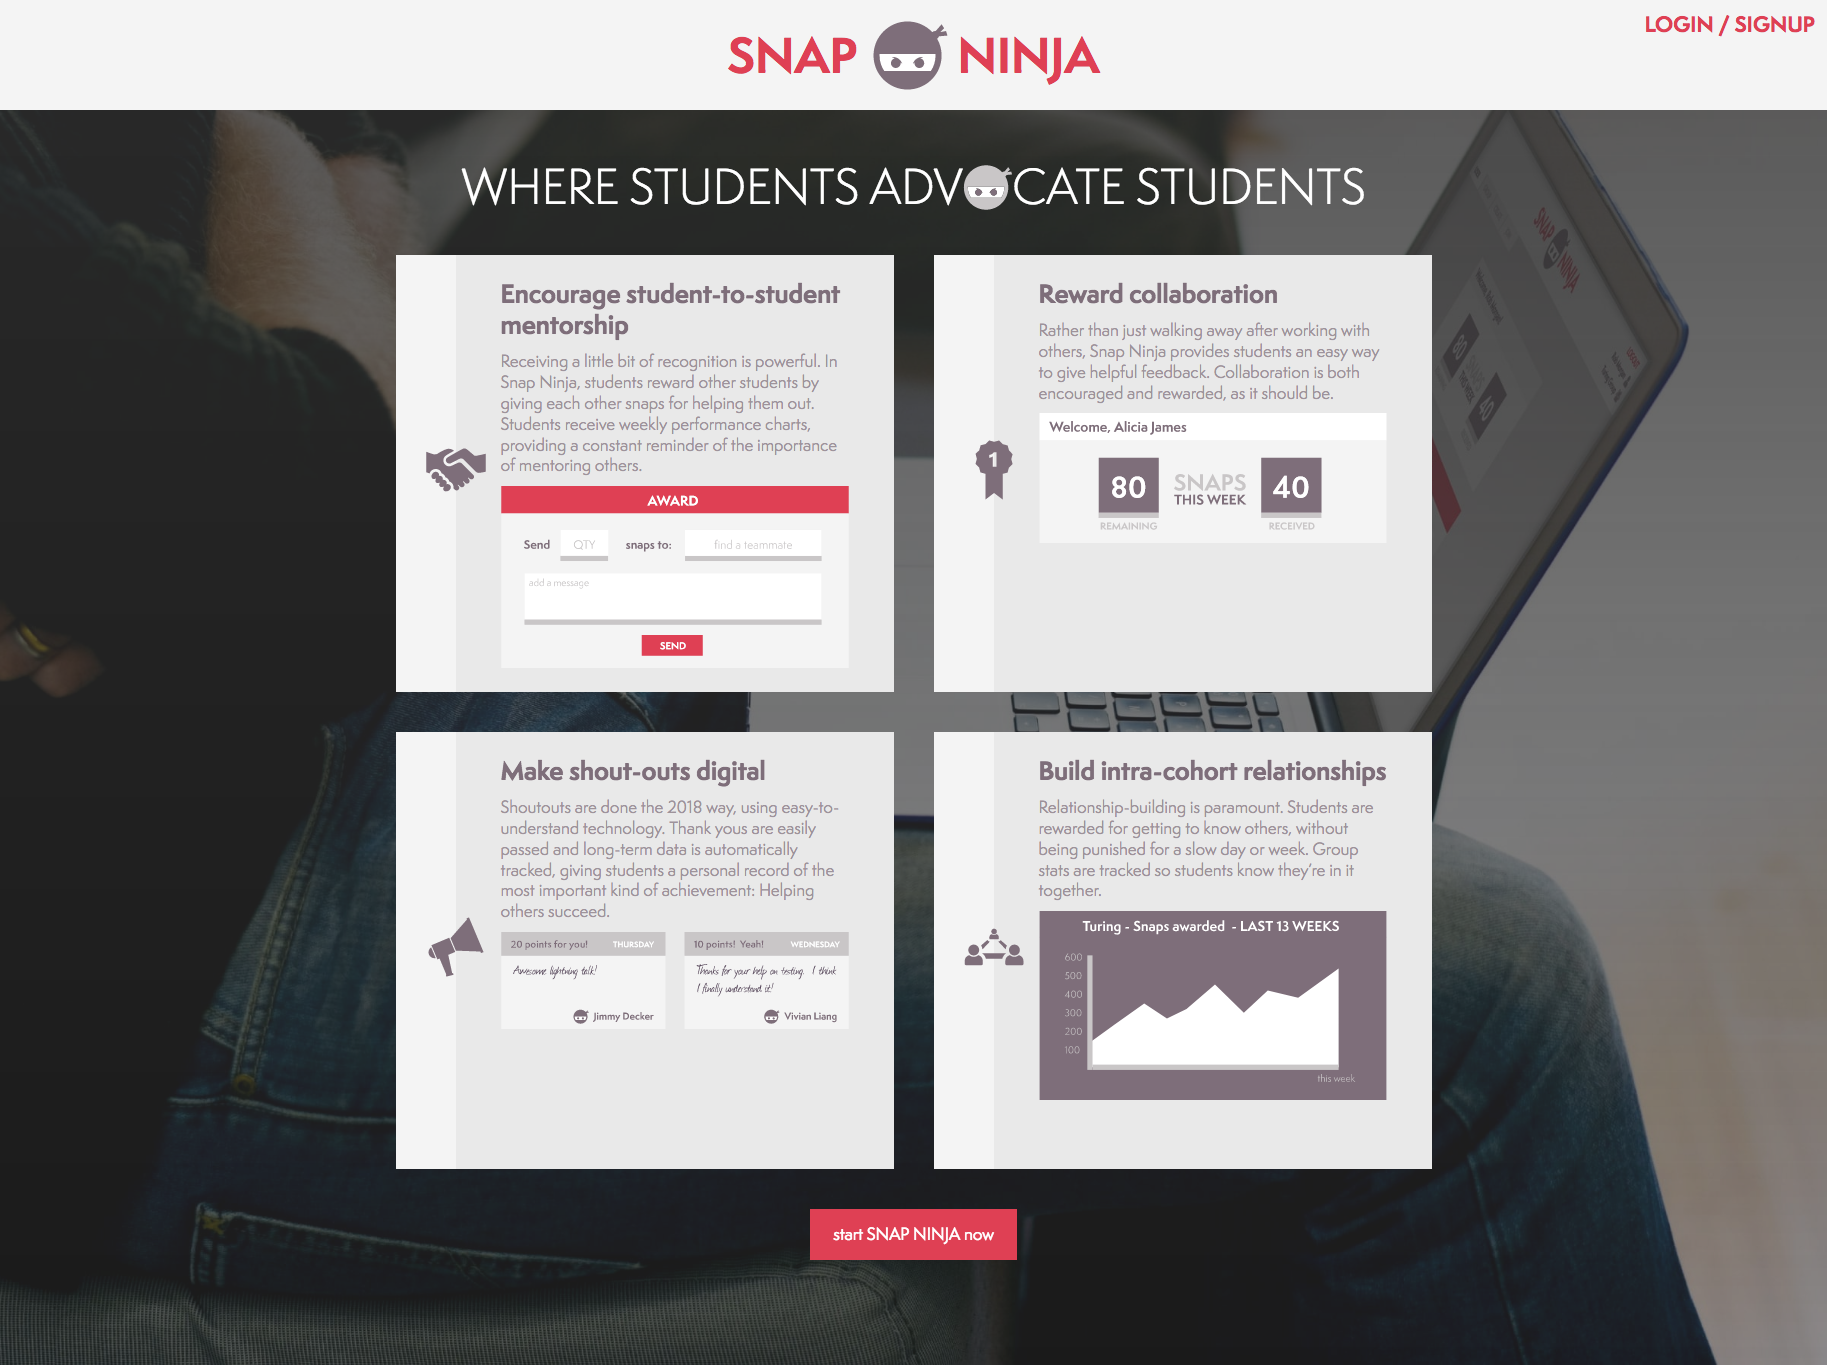 LOGIN / SIGNUP
SNAP NINJA
WHERE STUDENTS ADVOCATE STUDENTS
Encourage student-to-student
mentorship
Receiving a little bit of recognition is powerful. In
Snap Ninja, students reward other students by
giving each other snaps for helping them out.
Students receive weekly performance charts,
providing a constant reminder of the importance
of mentoring others.
AWARD
Send QTY snaps to: find a teammate
add a message
SEND
Reward collaboration
Rather than just walking away after working with
others, Snap Ninja provides students an easy way
to give helpful feedback. Collaboration is both
encouraged and rewarded, as it should be.
Welcome, Alicia James
1
80 SNAPS 40
THIS WEEK
REMAINING RECEIVED
Make shout-outs digital
Shoutouts are done the 2018 way, using easy-to-
understand technology. Thank yous are easily
passed and long-term data is automatically
tracked, giving students a personal record of the
most important kind of achievement: Helping
others succeed.
20 points for you! THURSDAY
Awesome lightning talk!
Jimmy Decker
10 points! Yeah! WEDNESDAY
Thanks for your help on testing. I think
I finally understand it!
Vivian Liang
Build intra-cohort relationships
Relationship-building is paramount. Students are
rewarded for getting to know others, without
being punished for a slow day or week. Group
stats are tracked so students know they're in it
together.
Turing - Snaps awarded - LAST 13 WEEKS
600
500
400
300
200
100
this week
start SNAP NINJA now
SNAP NINJA
80
40